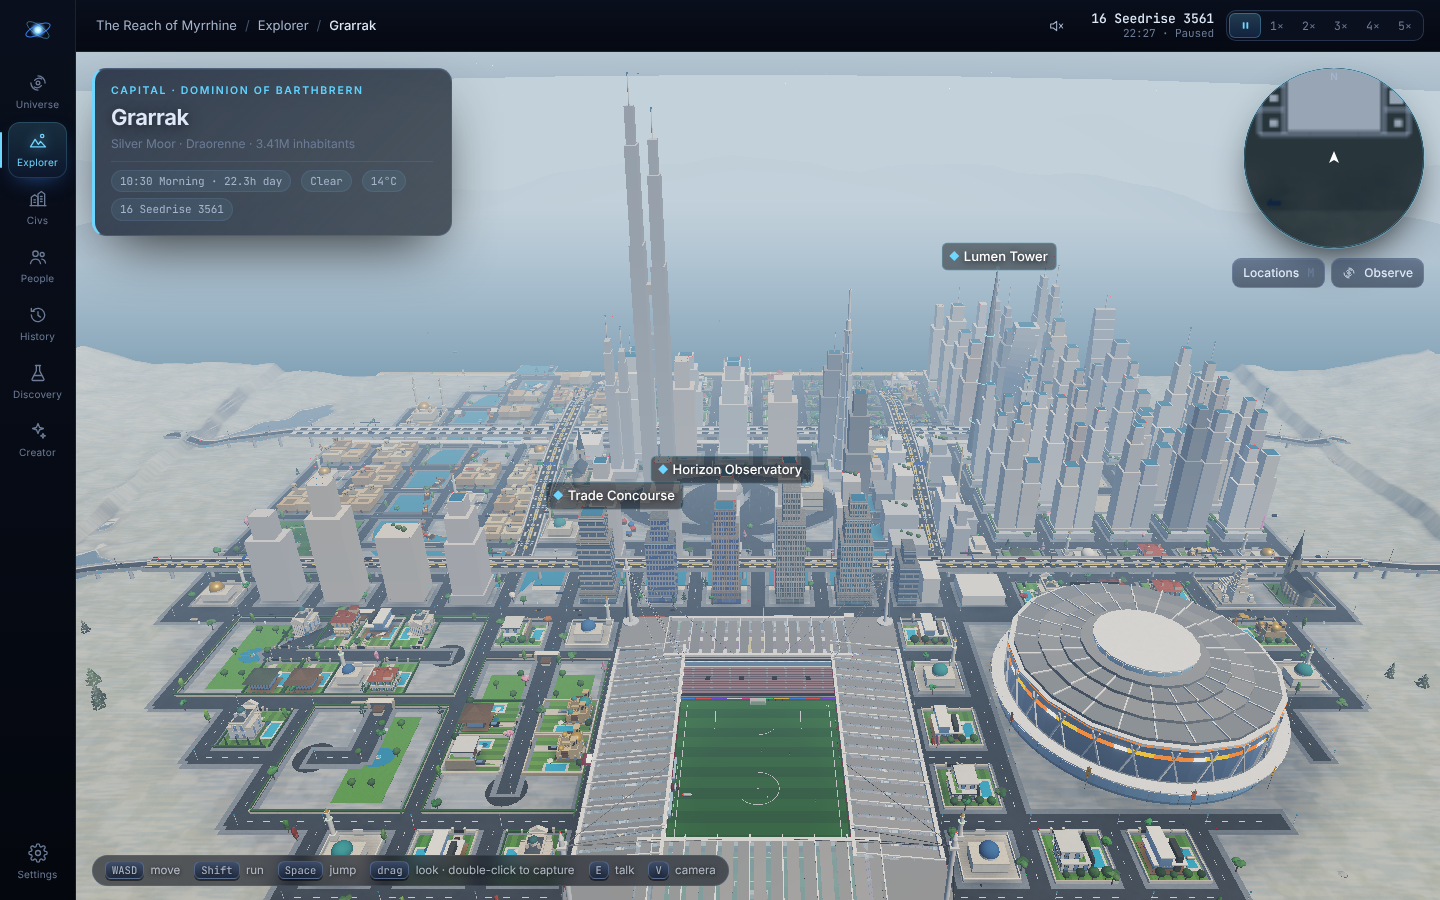 The Reach of Myrrhine / Explorer / Grarrak
16 Seedrise 3561
22:27 · Paused
1×
2×
3×
4×
5×
Universe
Explorer
Civs
People
History
Discovery
Creator
Settings
CAPITAL · DOMINION OF BARTHBRERN
Grarrak
Silver Moor · Draorenne · 3.41M inhabitants
10:30 Morning · 22.3h day
Clear
14°C
16 Seedrise 3561
N
Locations M
Observe
Lumen Tower
Horizon Observatory
Trade Concourse
WASD move Shift run Space jump drag look · double-click to capture E talk V camera